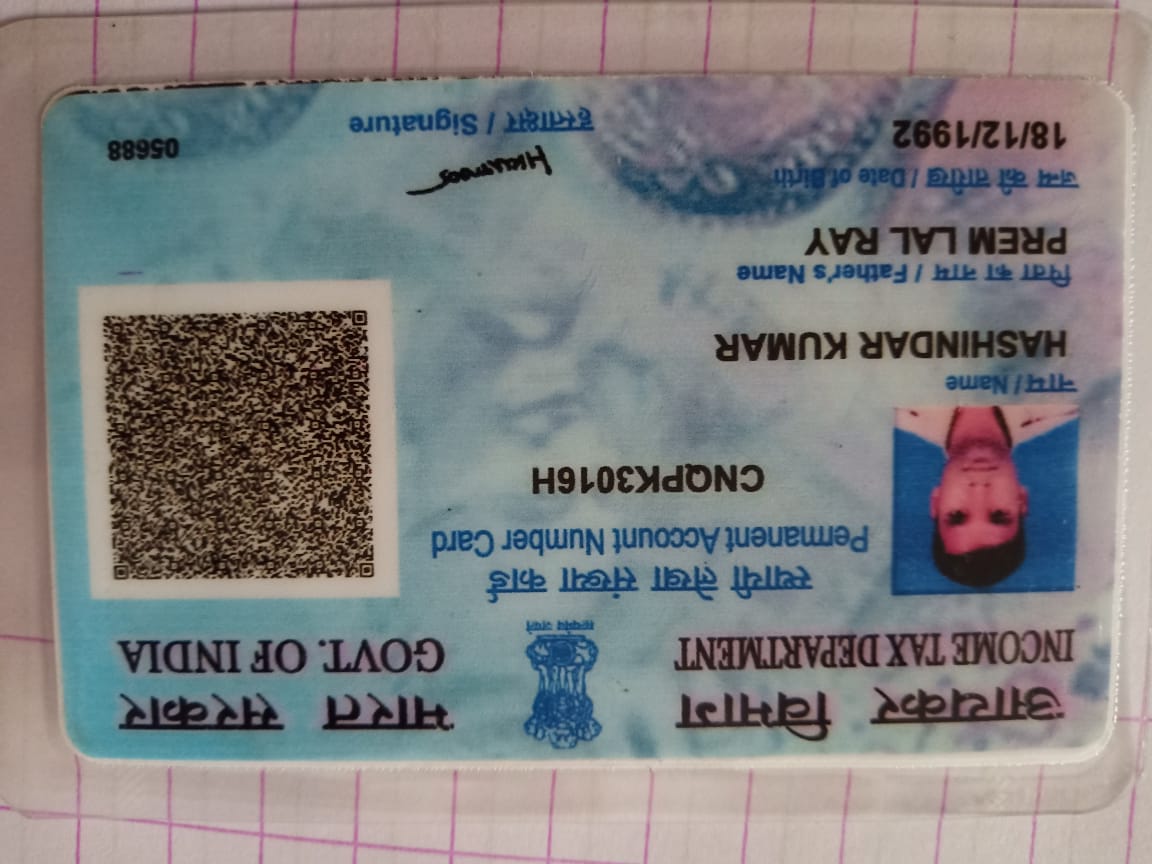 आयकर विभाग
INCOME TAX DEPARTMENT
सत्यमेव जयते
भारत सरकार
GOVT. OF INDIA
स्थायी लेखा संख्या कार्ड
Permanent Account Number Card
CNQPK3016H
नाम / Name
HASHINDAR KUMAR
पिता का नाम / Father's Name
PREM LAL RAY
जन्म की तारीख / Date of Birth
18/12/1992
हस्ताक्षर / Signature
05688